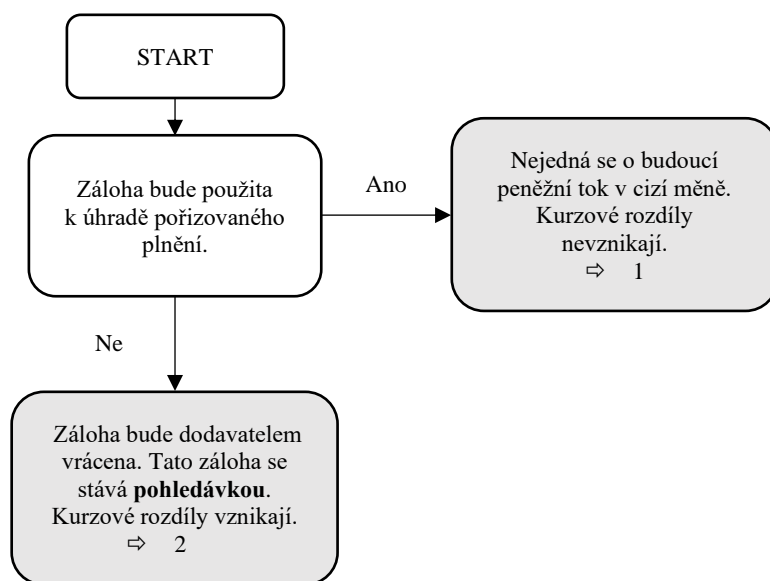 START
Záloha bude použita
k úhradě pořizovaného
plnění.
Ano
Nejedná se o budoucí
peněžní tok v cizí měně.
Kurzové rozdíly
nevznikají.
⇨ 1
Ne
Záloha bude dodavatelem
vrácena. Tato záloha se
stává pohledávkou.
Kurzové rozdíly vznikají.
⇨ 2